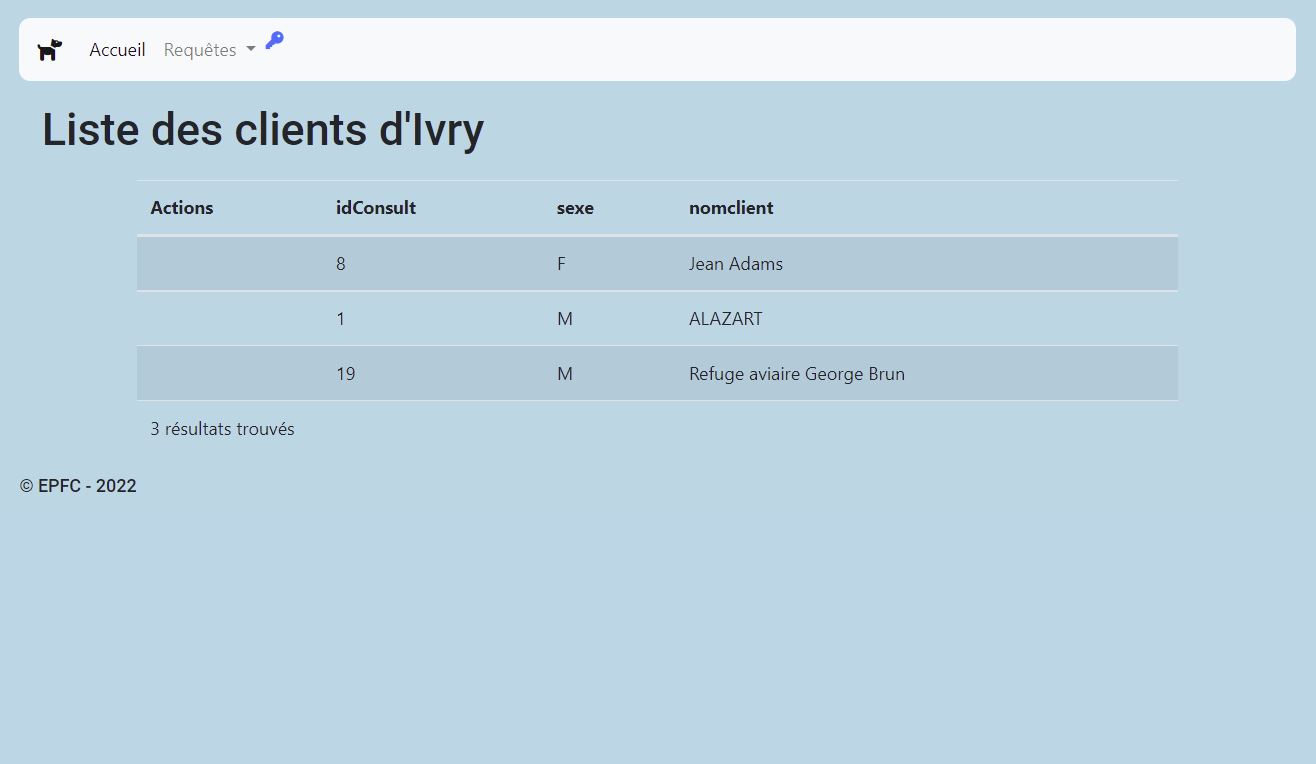 Accueil Requêtes
Liste des clients d'Ivry
Actions idConsult sexe nomclient
8 F Jean Adams
1 M ALAZART
19 M Refuge aviaire George Brun
3 résultats trouvés
© EPFC - 2022